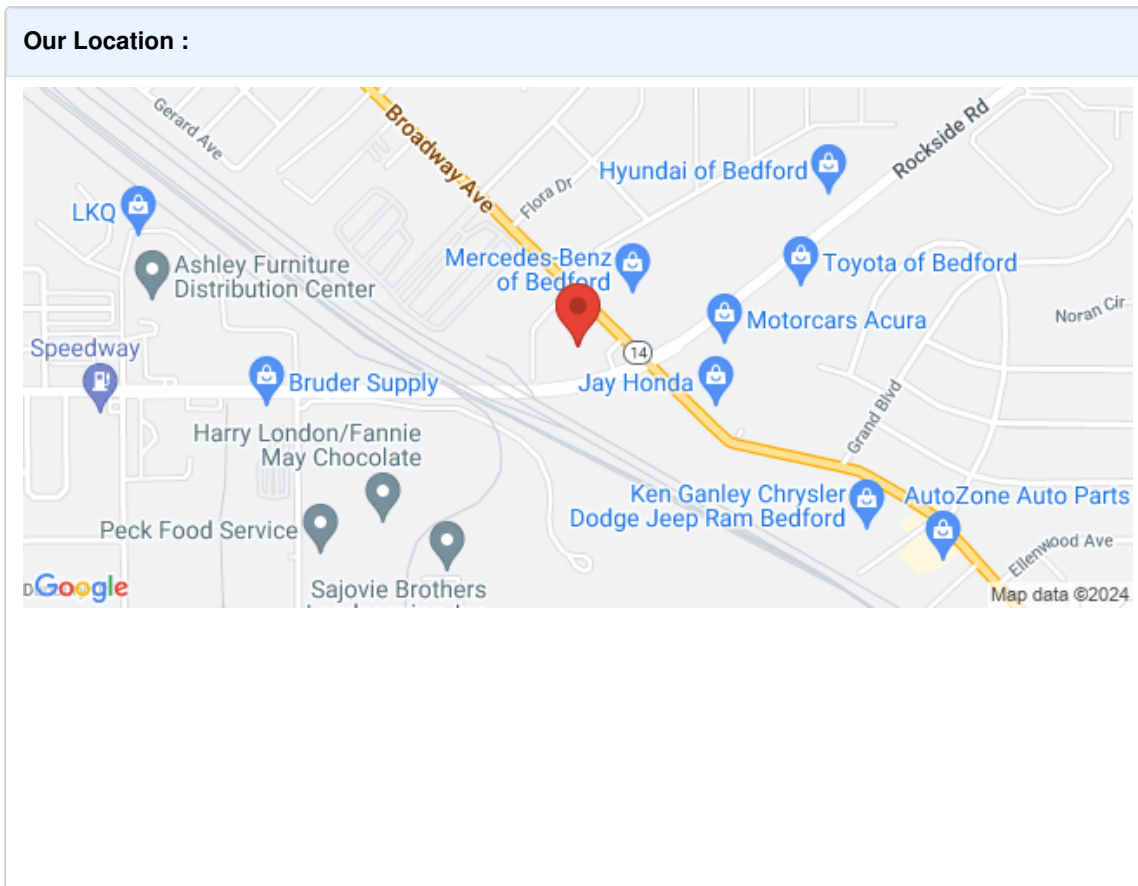 Our Location :
Gerard Ave
Broadway Ave
Flora Dr
Rockside Rd
Hyundai of Bedford
LKQ
Mercedes-Benz
of Bedford
Toyota of Bedford
Ashley Furniture
Distribution Center
Noran Cir
Motorcars Acura
Speedway
14
Bruder Supply
Jay Honda
Grand Blvd
Harry London/Fannie
May Chocolate
Ken Ganley Chrysler
Dodge Jeep Ram Bedford
AutoZone Auto Parts
Peck Food Service
Ellenwood Ave
Sajovie Brothers
Google
Map data ©2024